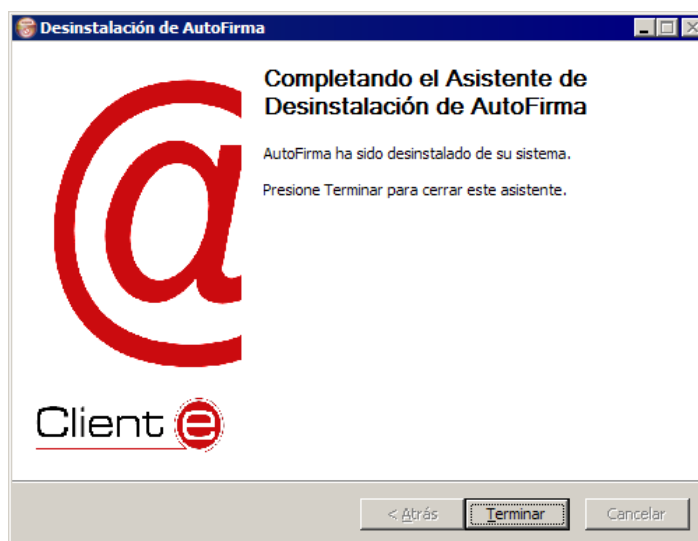 Desinstalación de AutoFirma
Completando el Asistente de
Desinstalación de AutoFirma
AutoFirma ha sido desinstalado de su sistema.
Presione Terminar para cerrar este asistente.
@
Client e
< Atrás
Terminar
Cancelar